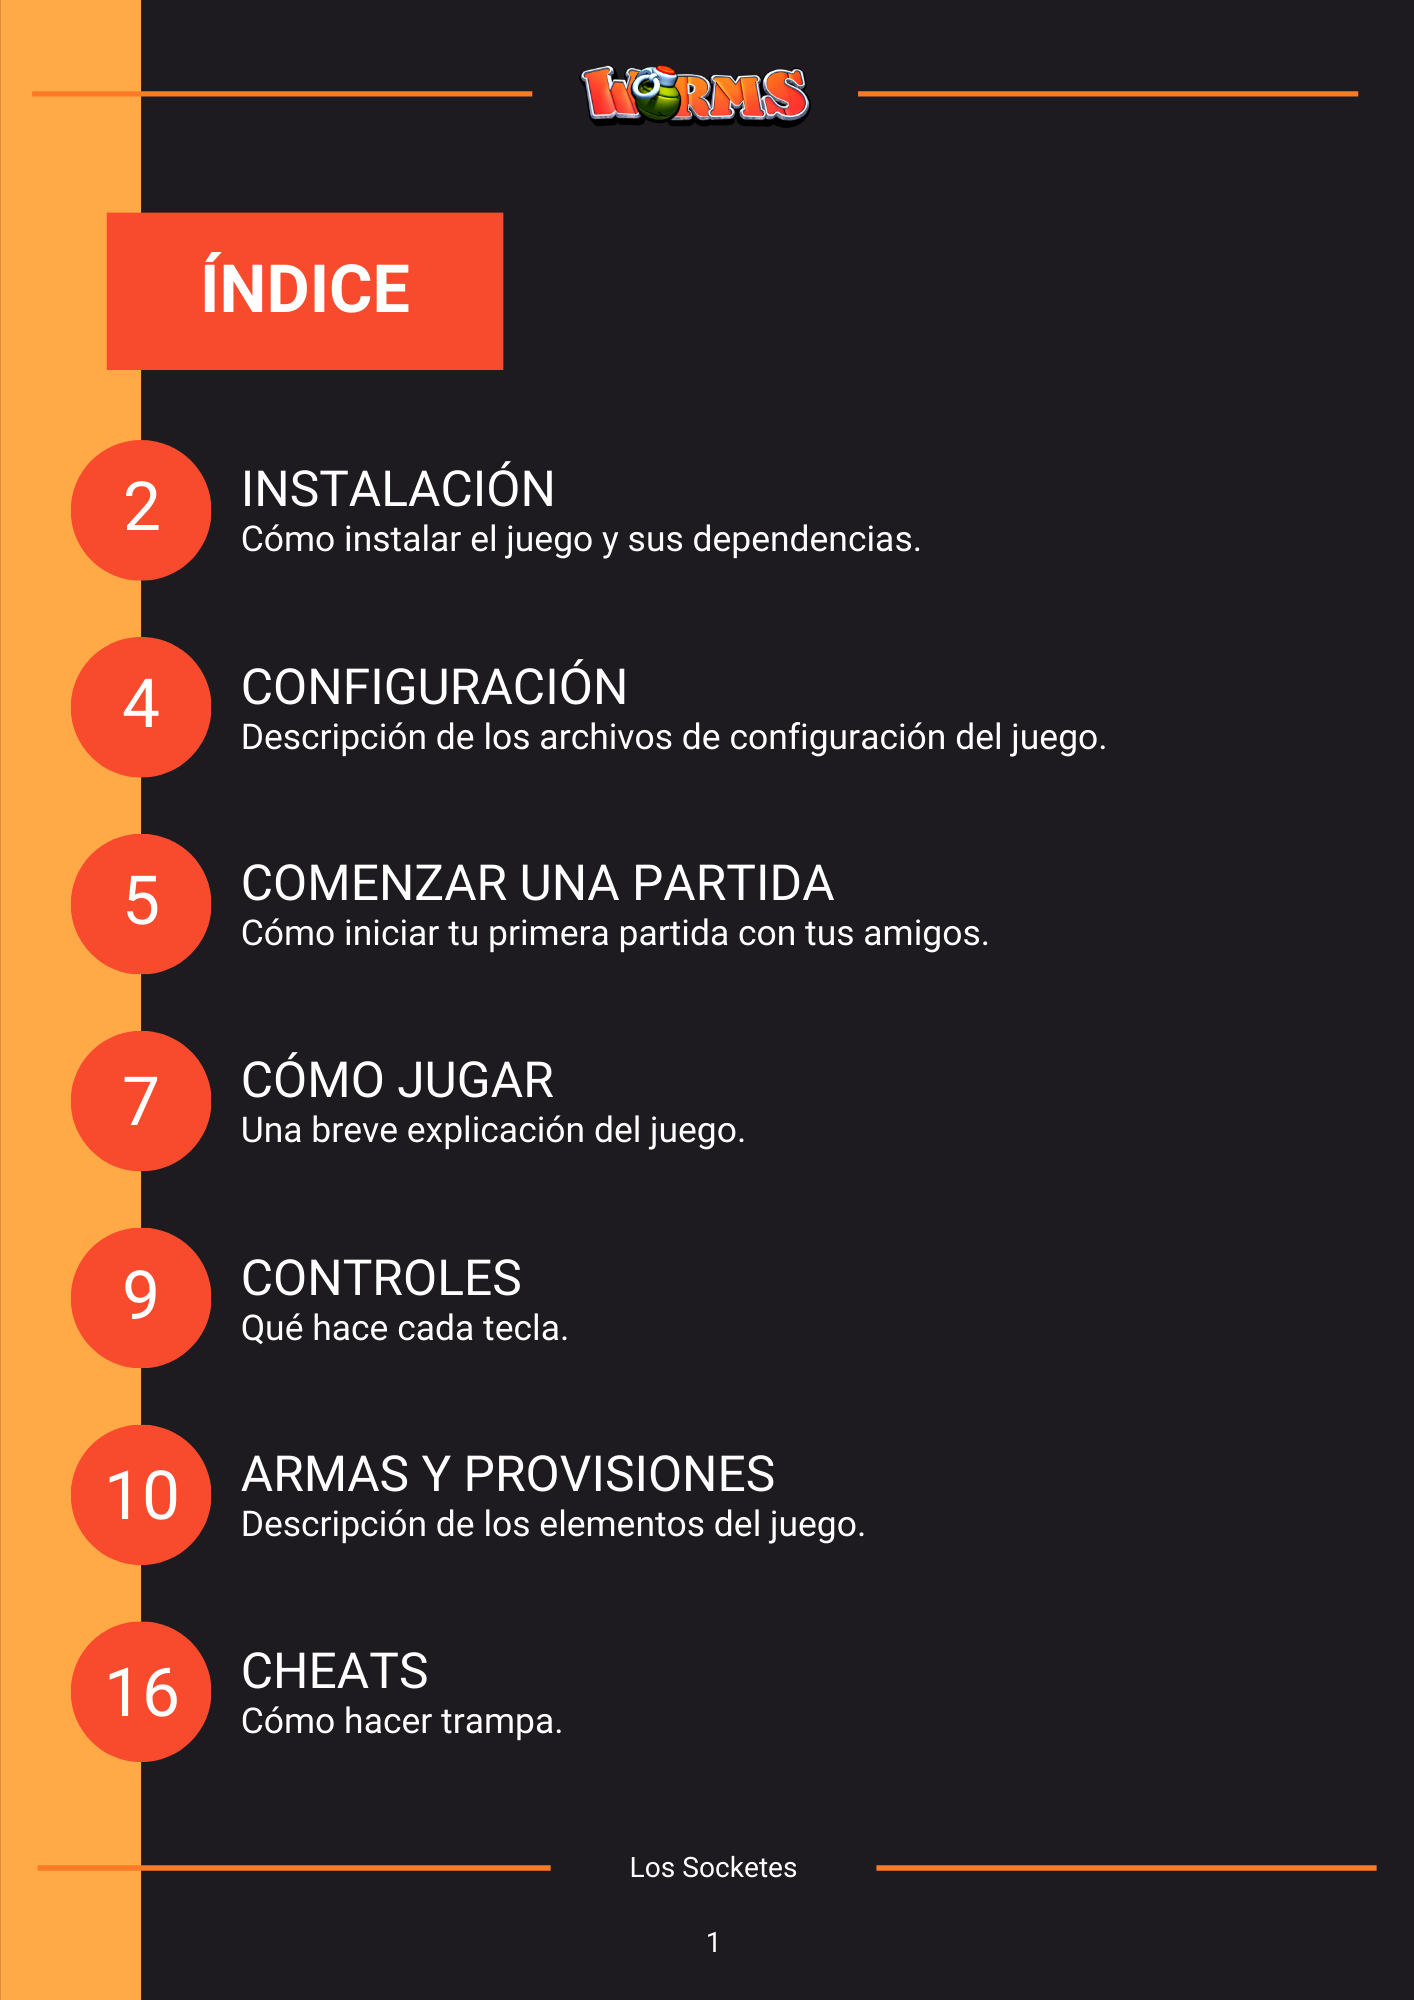 WORMS
ÍNDICE
2
INSTALACIÓN
Cómo instalar el juego y sus dependencias.
4
CONFIGURACIÓN
Descripción de los archivos de configuración del juego.
5
COMENZAR UNA PARTIDA
Cómo iniciar tu primera partida con tus amigos.
7
CÓMO JUGAR
Una breve explicación del juego.
9
CONTROLES
Qué hace cada tecla.
10
ARMAS Y PROVISIONES
Descripción de los elementos del juego.
16
CHEATS
Cómo hacer trampa.
Los Socketes
1